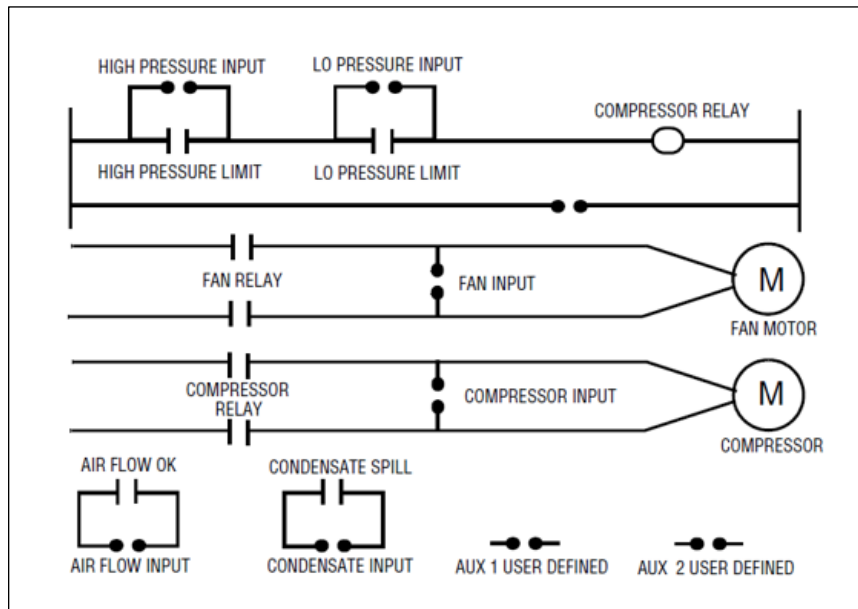 HIGH PRESSURE INPUT
LO PRESSURE INPUT
COMPRESSOR RELAY
HIGH PRESSURE LIMIT
LO PRESSURE LIMIT
FAN RELAY
FAN INPUT
M
FAN MOTOR
COMPRESSOR
RELAY
COMPRESSOR INPUT
M
COMPRESSOR
AIR FLOW OK
CONDENSATE SPILL
AIR FLOW INPUT
CONDENSATE INPUT
AUX 1 USER DEFINED
AUX 2 USER DEFINED